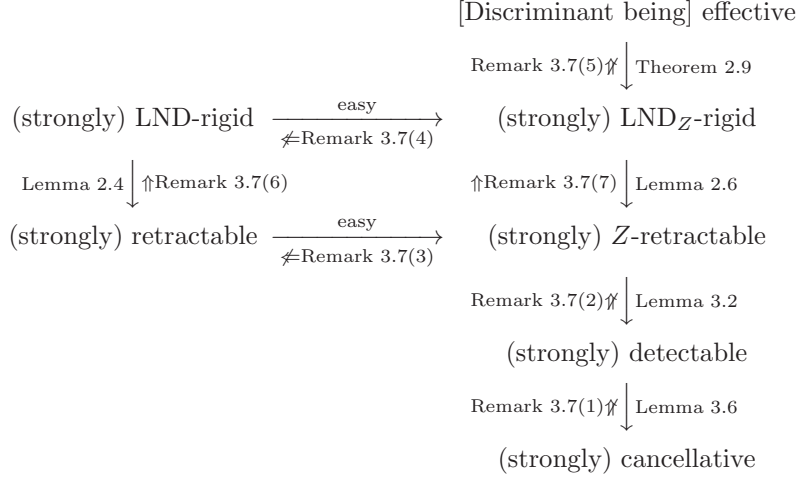 [Discriminant being] effective
Remark 3.7(5)⇑̸ Theorem 2.9
(strongly) LND-rigid easy (strongly) LND_Z-rigid
⇍Remark 3.7(4)
Lemma 2.4 ⇑Remark 3.7(6) ⇑Remark 3.7(7) Lemma 2.6
(strongly) retractable easy (strongly) Z-retractable
⇍Remark 3.7(3)
Remark 3.7(2)⇑̸ Lemma 3.2
(strongly) detectable
Remark 3.7(1)⇑̸ Lemma 3.6
(strongly) cancellative